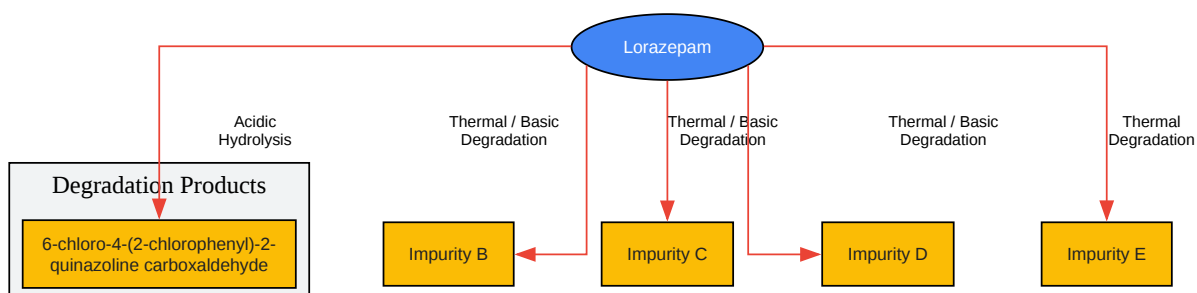 Lorazepam
Acidic
Hydrolysis
Thermal / Basic
Degradation
Thermal / Basic
Degradation
Thermal / Basic
Degradation
Thermal
Degradation
Degradation Products
6-chloro-4-(2-chlorophenyl)-2-
quinazoline carboxaldehyde
Impurity B
Impurity C
Impurity D
Impurity E